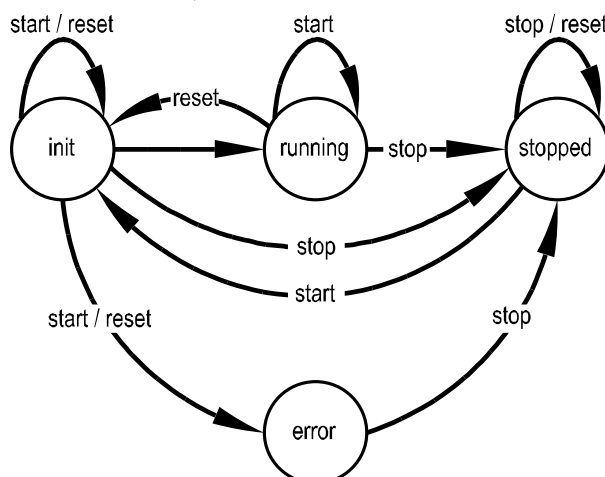 start / reset
start
stop / reset
reset
init
running
stop
stopped
stop
start
start / reset
stop
error